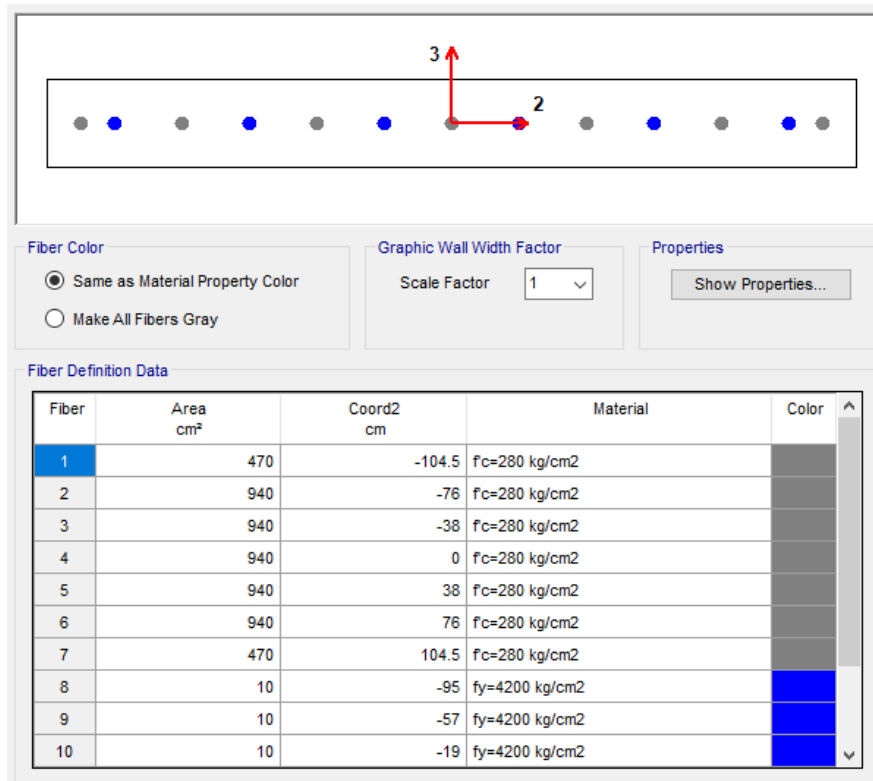 3
2
Fiber Color
Same as Material Property Color
Make All Fibers Gray
Graphic Wall Width Factor
Scale Factor 1
Properties
Show Properties...
Fiber Definition Data
Fiber Area cm² Coord2 cm Material Color
1 470 -104.5 f'c=280 kg/cm2
2 940 -76 f'c=280 kg/cm2
3 940 -38 f'c=280 kg/cm2
4 940 0 f'c=280 kg/cm2
5 940 38 f'c=280 kg/cm2
6 940 76 f'c=280 kg/cm2
7 470 104.5 f'c=280 kg/cm2
8 10 -95 fy=4200 kg/cm2
9 10 -57 fy=4200 kg/cm2
10 10 -19 fy=4200 kg/cm2